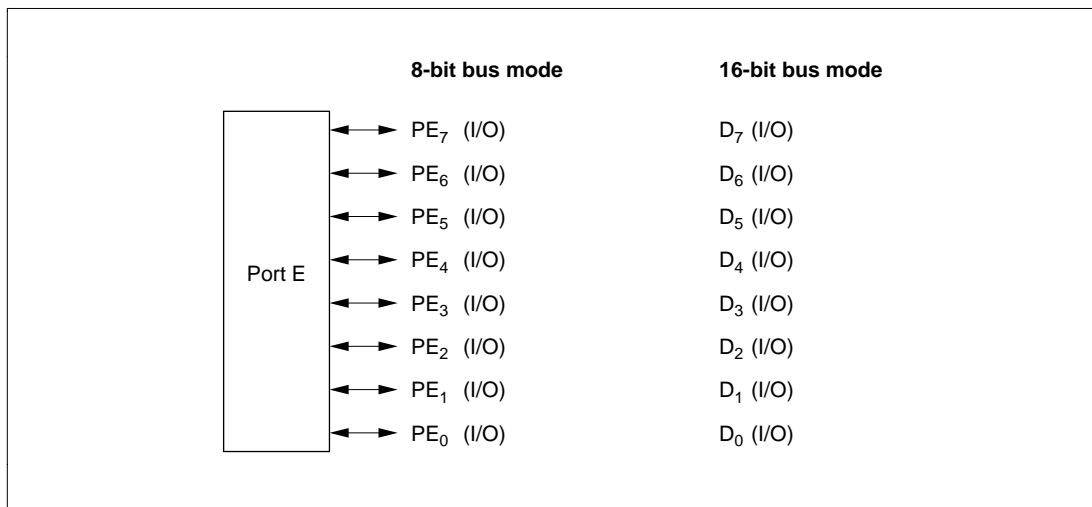 8-bit bus mode 16-bit bus mode
PE₇ (I/O) D₇ (I/O)
PE₆ (I/O) D₆ (I/O)
PE₅ (I/O) D₅ (I/O)
PE₄ (I/O) D₄ (I/O)
Port E
PE₃ (I/O) D₃ (I/O)
PE₂ (I/O) D₂ (I/O)
PE₁ (I/O) D₁ (I/O)
PE₀ (I/O) D₀ (I/O)